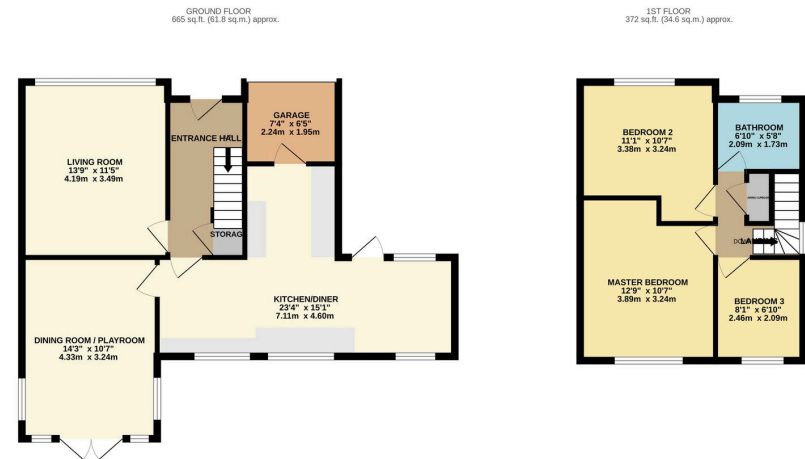 GROUND FLOOR
665 sq.ft. (61.8 sq.m.) approx.
GARAGE
7'4" x 6'5"
2.24m x 1.95m
ENTRANCE HALL
LIVING ROOM
13'9" x 11'5"
4.19m x 3.49m
STORAG
KITCHEN/DINER
23'4" x 15'1"
7.11m x 4.60m
DINING ROOM / PLAYROOM
14'3" x 10'7"
4.33m x 3.24m
1ST FLOOR
372 sq.ft. (34.6 sq.m.) approx.
BEDROOM 2
11'1" x 10'7"
3.38m x 3.24m
BATHROOM
6'10" x 5'8"
2.09m x 1.73m
MASTER BEDROOM
12'9" x 10'7"
3.89m x 3.24m
BEDROOM 3
8'1" x 6'10"
2.46m x 2.09m